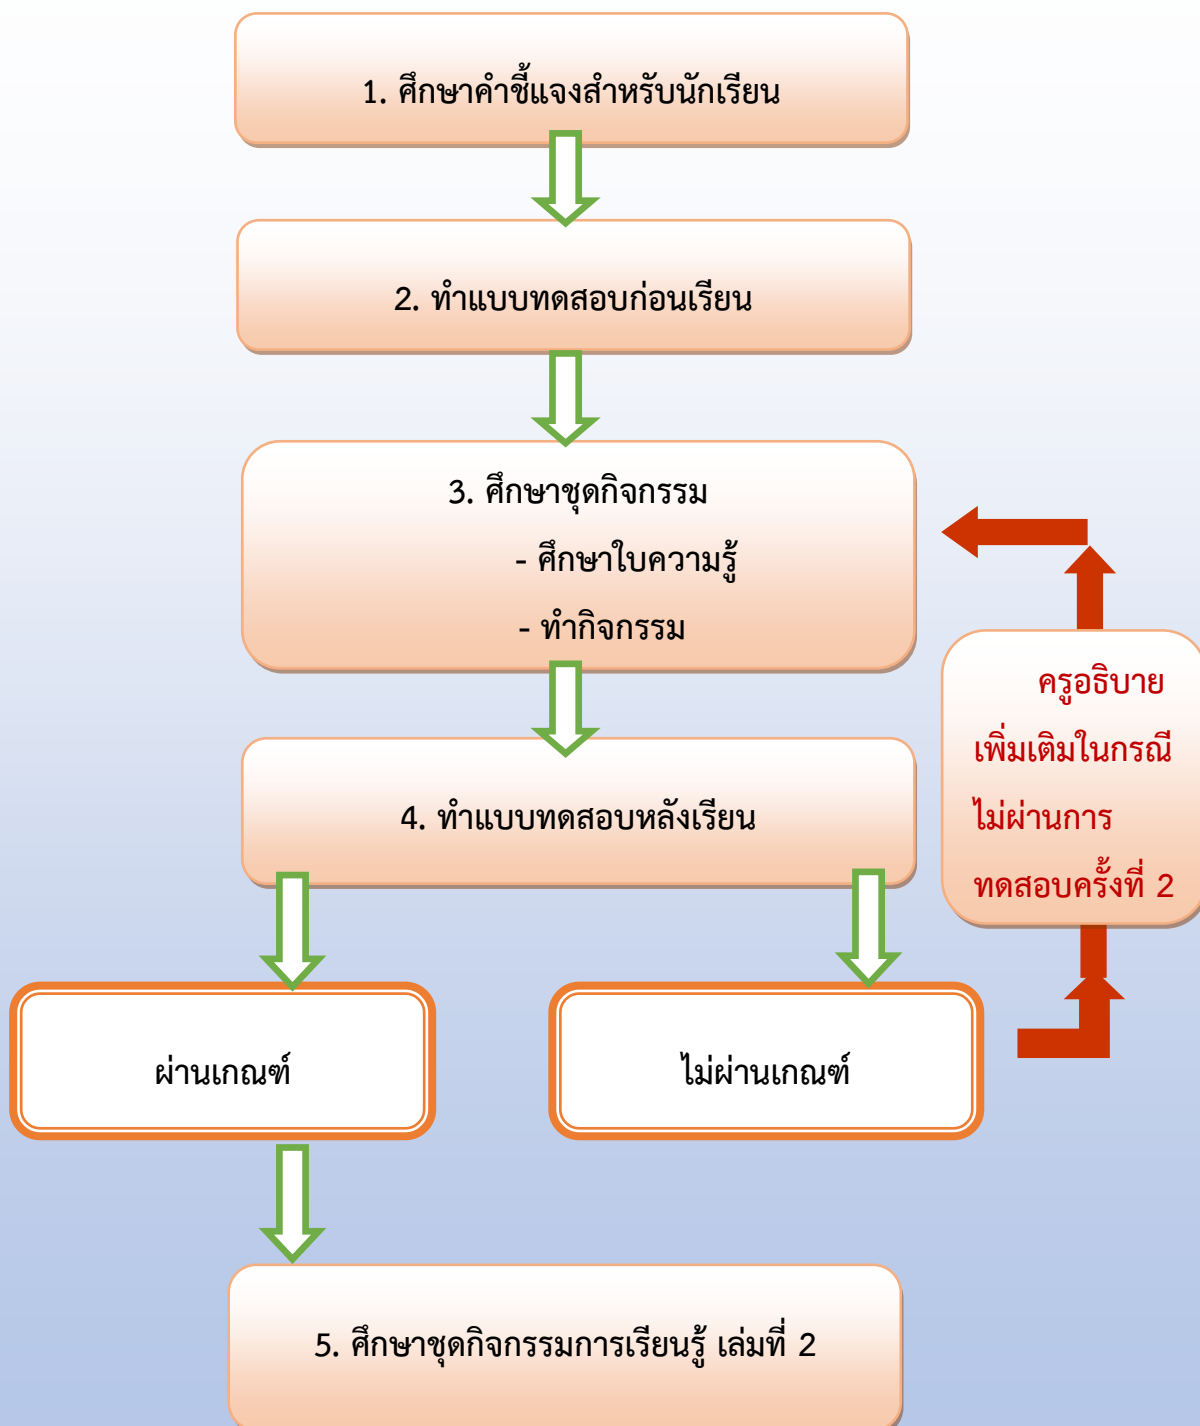 1. ศึกษาคำชี้แจงสำหรับนักเรียน
2. ทำแบบทดสอบก่อนเรียน
3. ศึกษาชุดกิจกรรม
- ศึกษาใบความรู้
- ทำกิจกรรม
ครูอธิบาย
เพิ่มเติมในกรณี
ไม่ผ่านการ
ทดสอบครั้งที่ 2
4. ทำแบบทดสอบหลังเรียน
ผ่านเกณฑ์
ไม่ผ่านเกณฑ์
5. ศึกษาชุดกิจกรรมการเรียนรู้ เล่มที่ 2